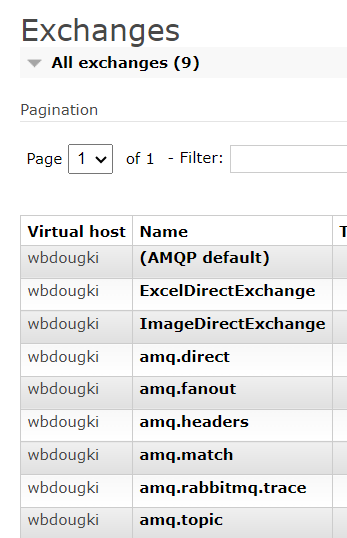 Exchanges
All exchanges (9)
Pagination
Page 1 of 1 - Filter:
Virtual host Name T
wbdougki (AMQP default)
wbdougki ExcelDirectExchange
wbdougki ImageDirectExchange
wbdougki amq.direct
wbdougki amq.fanout
wbdougki amq.headers
wbdougki amq.match
wbdougki amq.rabbitmq.trace
wbdougki amq.topic